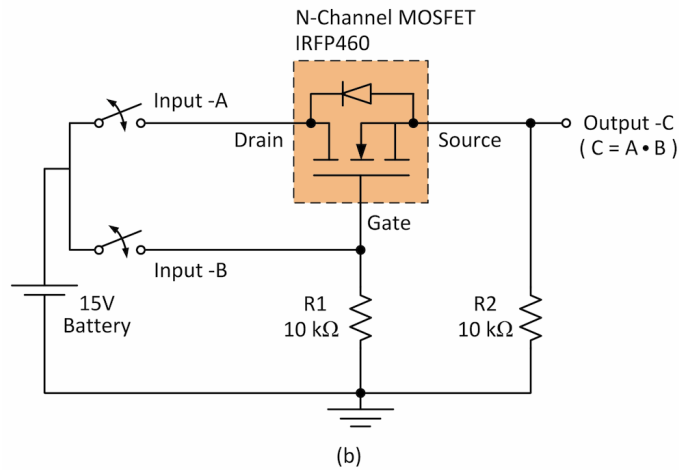 N-Channel MOSFET
IRFP460
Input -A
Drain
Source
Output -C
( C = A • B )
Gate
Input -B
15V
Battery
R1
10 kΩ
R2
10 kΩ
(b)